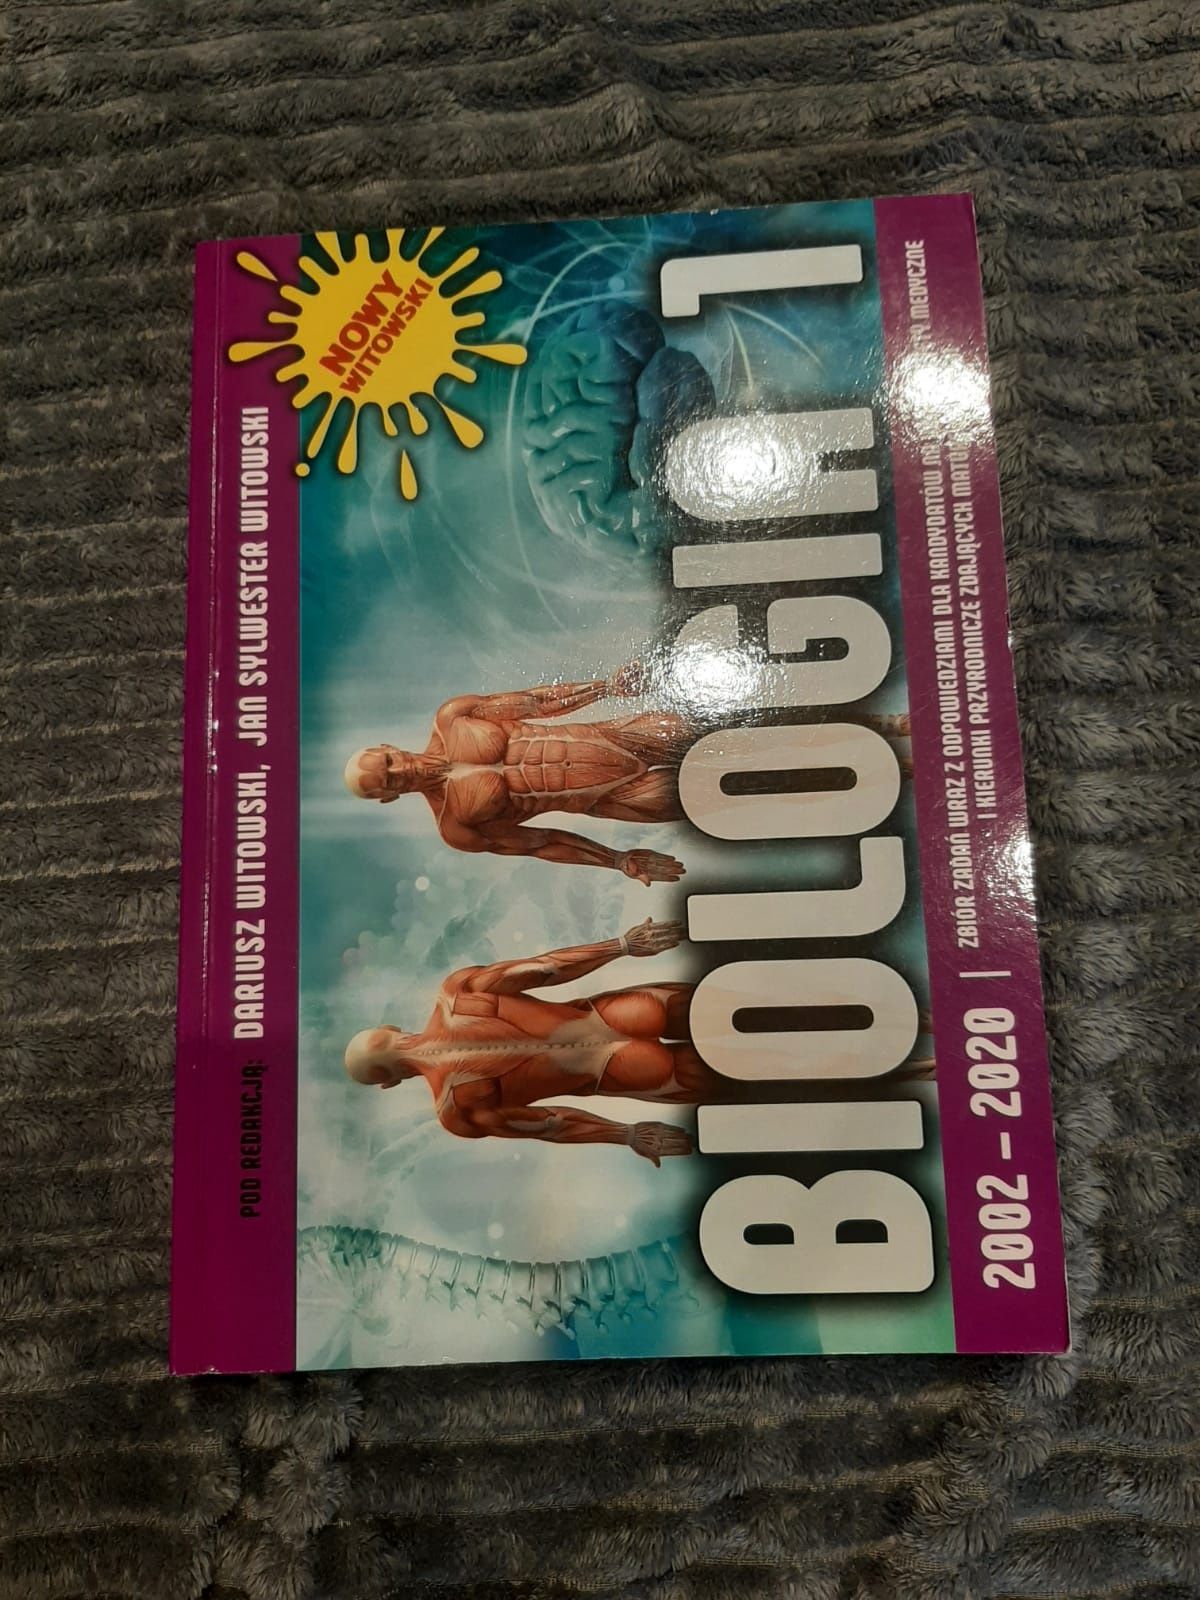 POD REDAKCJĄ: DARIUSZ WITOWSKI, JAN SYLWESTER WITOWSKI
NOWY
WITOWSKI
BIOLOGIA 1
2002 – 2020 | ZBIÓR ZADAŃ WRAZ Z ODPOWIEDZIAMI DLA KANDYDATÓW NA MEDYCZNE
I KIERUNKI PRZYRODNICZE ZDAJĄCYCH